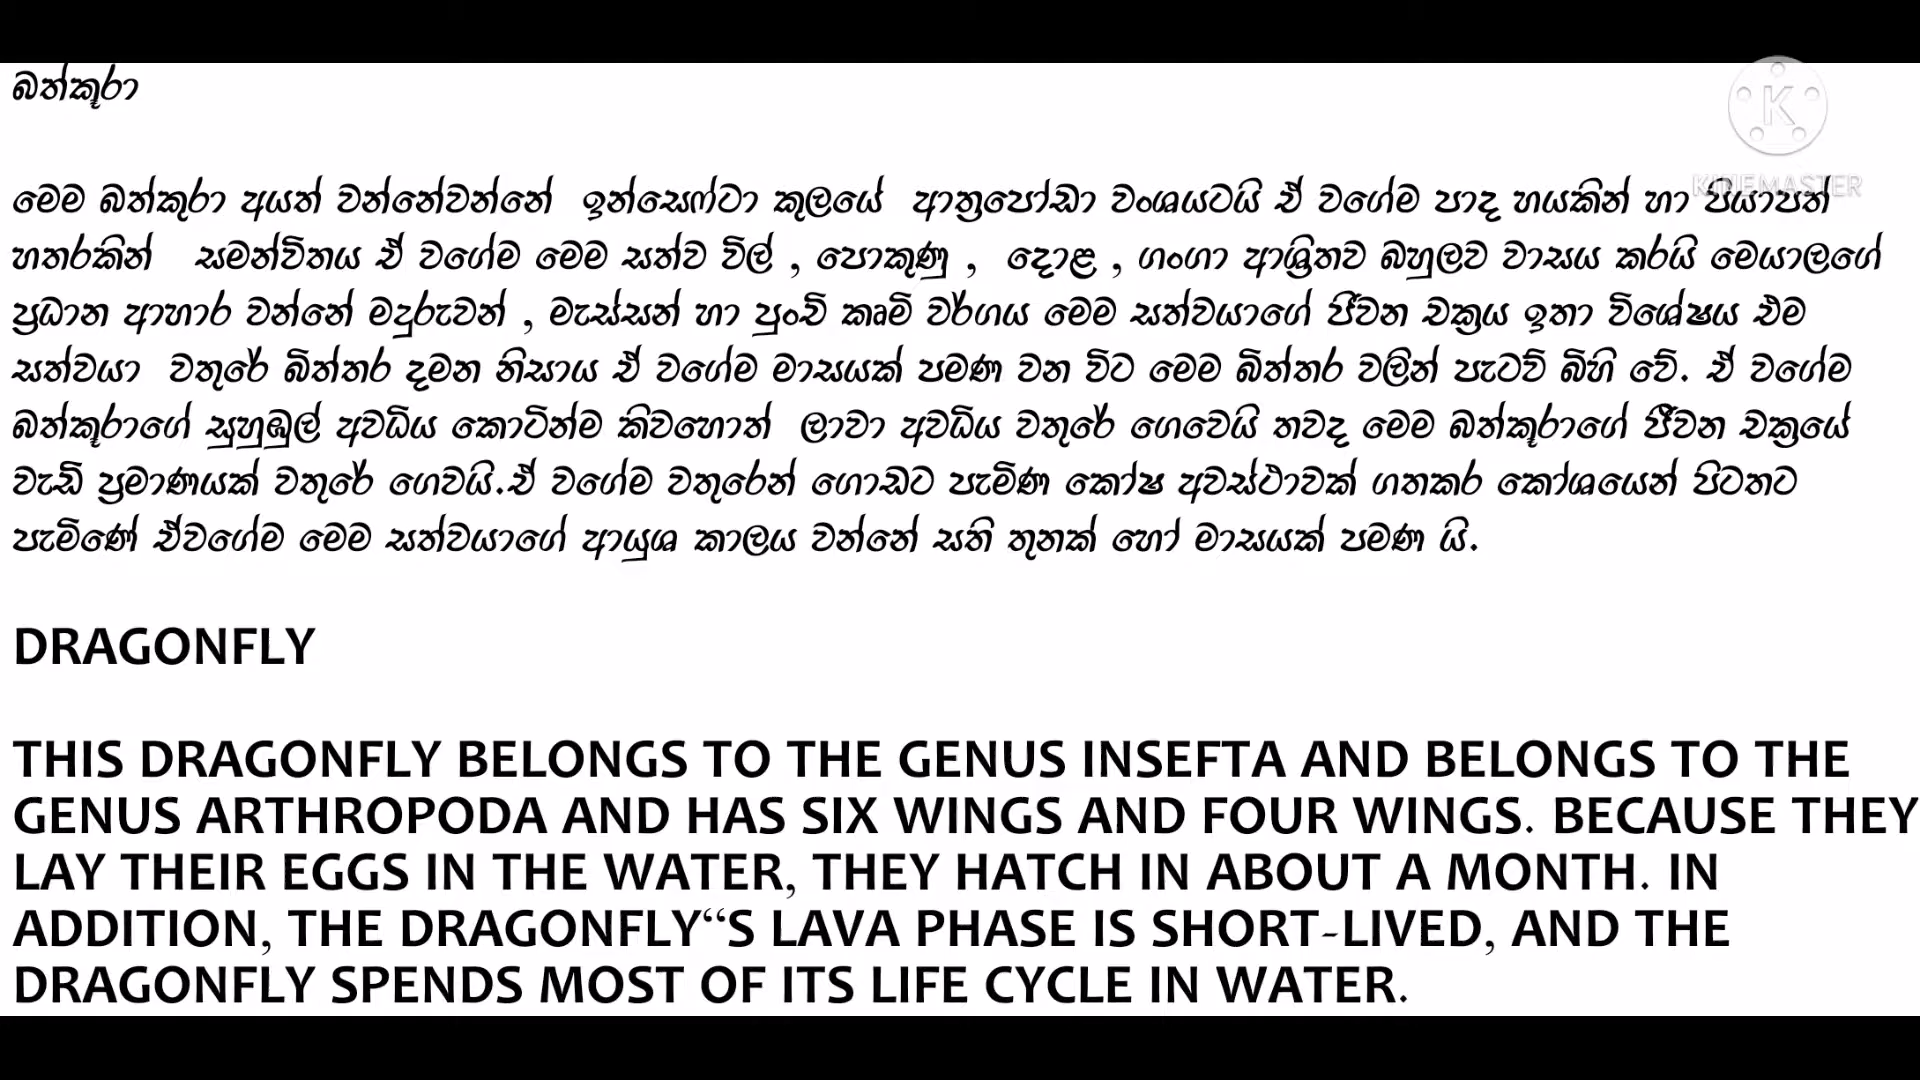 බත්කූරා
KINEMASTER
මෙම බත්කුරා අයත් වන්නේවන්නේ ඉන්සෙෆ්ටා කුලයේ ආත්‍රපෝඩා වංශයටයි ඒ වගේම පාද හයකින් හා පියාපත්
හතරකින් සමන්විතය ඒ වගේම මෙම සත්ව විල් , පොකුණු , දොළ , ගංගා ආශ්‍රිතව බහුලව වාසය කරයි මෙයාලගේ
ප්‍රධාන ආහාර වන්නේ මදුරුවන් , මැස්සන් හා පුංචි කෘමි වර්ගය මෙම සත්වයාගේ ජීවන චක්‍රය ඉතා විශේෂය එම
සත්වයා වතුරේ බිත්තර දමන නිසාය ඒ වගේම මාසයක් පමණ වන විට මෙම බිත්තර වලින් පැටව් බිහි වේ. ඒ වගේම
බත්කූරාගේ සුහුඹුල් අවධිය කොටින්ම කිවහොත් ලාවා අවධිය වතුරේ ගෙවෙයි තවද මෙම බත්කූරාගේ ජීවන චක්‍රයේ
වැඩි ප්‍රමාණයක් වතුරේ ගෙවයි.ඒ වගේම වතුරෙන් ගොඩට පැමිණ කෝෂ අවස්ථාවක් ගතකර කෝශයෙන් පිටතට
පැමිණේ ඒවගේම මෙම සත්වයාගේ ආයුශ කාලය වන්නේ සති තුනක් හෝ මාසයක් පමණ යි.
DRAGONFLY
THIS DRAGONFLY BELONGS TO THE GENUS INSEFTA AND BELONGS TO THE
GENUS ARTHROPODA AND HAS SIX WINGS AND FOUR WINGS. BECAUSE THEY
LAY THEIR EGGS IN THE WATER, THEY HATCH IN ABOUT A MONTH. IN
ADDITION, THE DRAGONFLY“S LAVA PHASE IS SHORT-LIVED, AND THE
DRAGONFLY SPENDS MOST OF ITS LIFE CYCLE IN WATER.